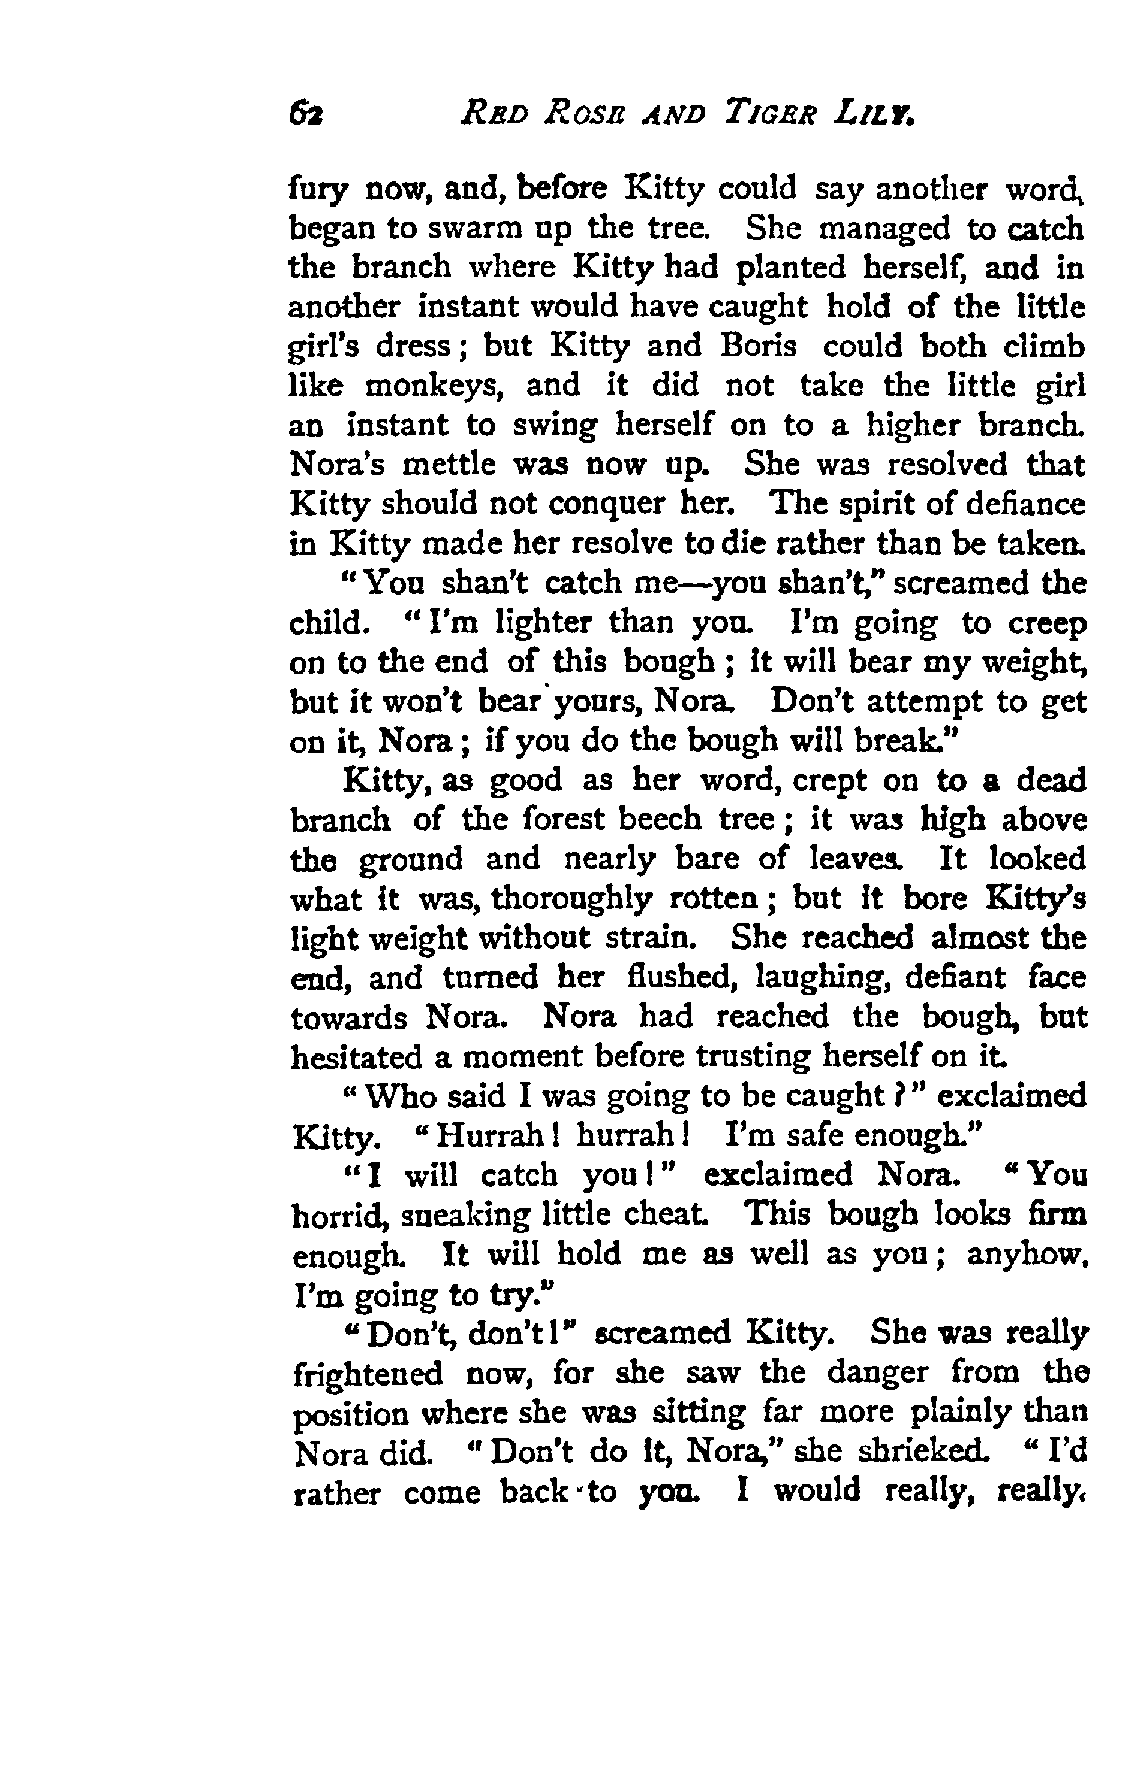 62 RED ROSE AND TIGER LILY.
fury now, and, before Kitty could say another word,
began to swarm up the tree. She managed to catch
the branch where Kitty had planted herself, and in
another instant would have caught hold of the little
girl's dress; but Kitty and Boris could both climb
like monkeys, and it did not take the little girl
an instant to swing herself on to a higher branch.
Nora's mettle was now up. She was resolved that
Kitty should not conquer her. The spirit of defiance
in Kitty made her resolve to die rather than be taken.
"You shan't catch me—you shan't," screamed the
child. "I'm lighter than you. I'm going to creep
on to the end of this bough; it will bear my weight,
but it won't bear yours, Nora. Don't attempt to get
on it, Nora; if you do the bough will break."
Kitty, as good as her word, crept on to a dead
branch of the forest beech tree; it was high above
the ground and nearly bare of leaves. It looked
what it was, thoroughly rotten; but it bore Kitty's
light weight without strain. She reached almost the
end, and turned her flushed, laughing, defiant face
towards Nora. Nora had reached the bough, but
hesitated a moment before trusting herself on it.
"Who said I was going to be caught?" exclaimed
Kitty. "Hurrah! hurrah! I'm safe enough."
"I will catch you!" exclaimed Nora. "You
horrid, sneaking little cheat. This bough looks firm
enough. It will hold me as well as you; anyhow,
I'm going to try."
"Don't, don't!" screamed Kitty. She was really
frightened now, for she saw the danger from the
position where she was sitting far more plainly than
Nora did. "Don't do it, Nora," she shrieked. "I'd
rather come back to you. I would really, really,